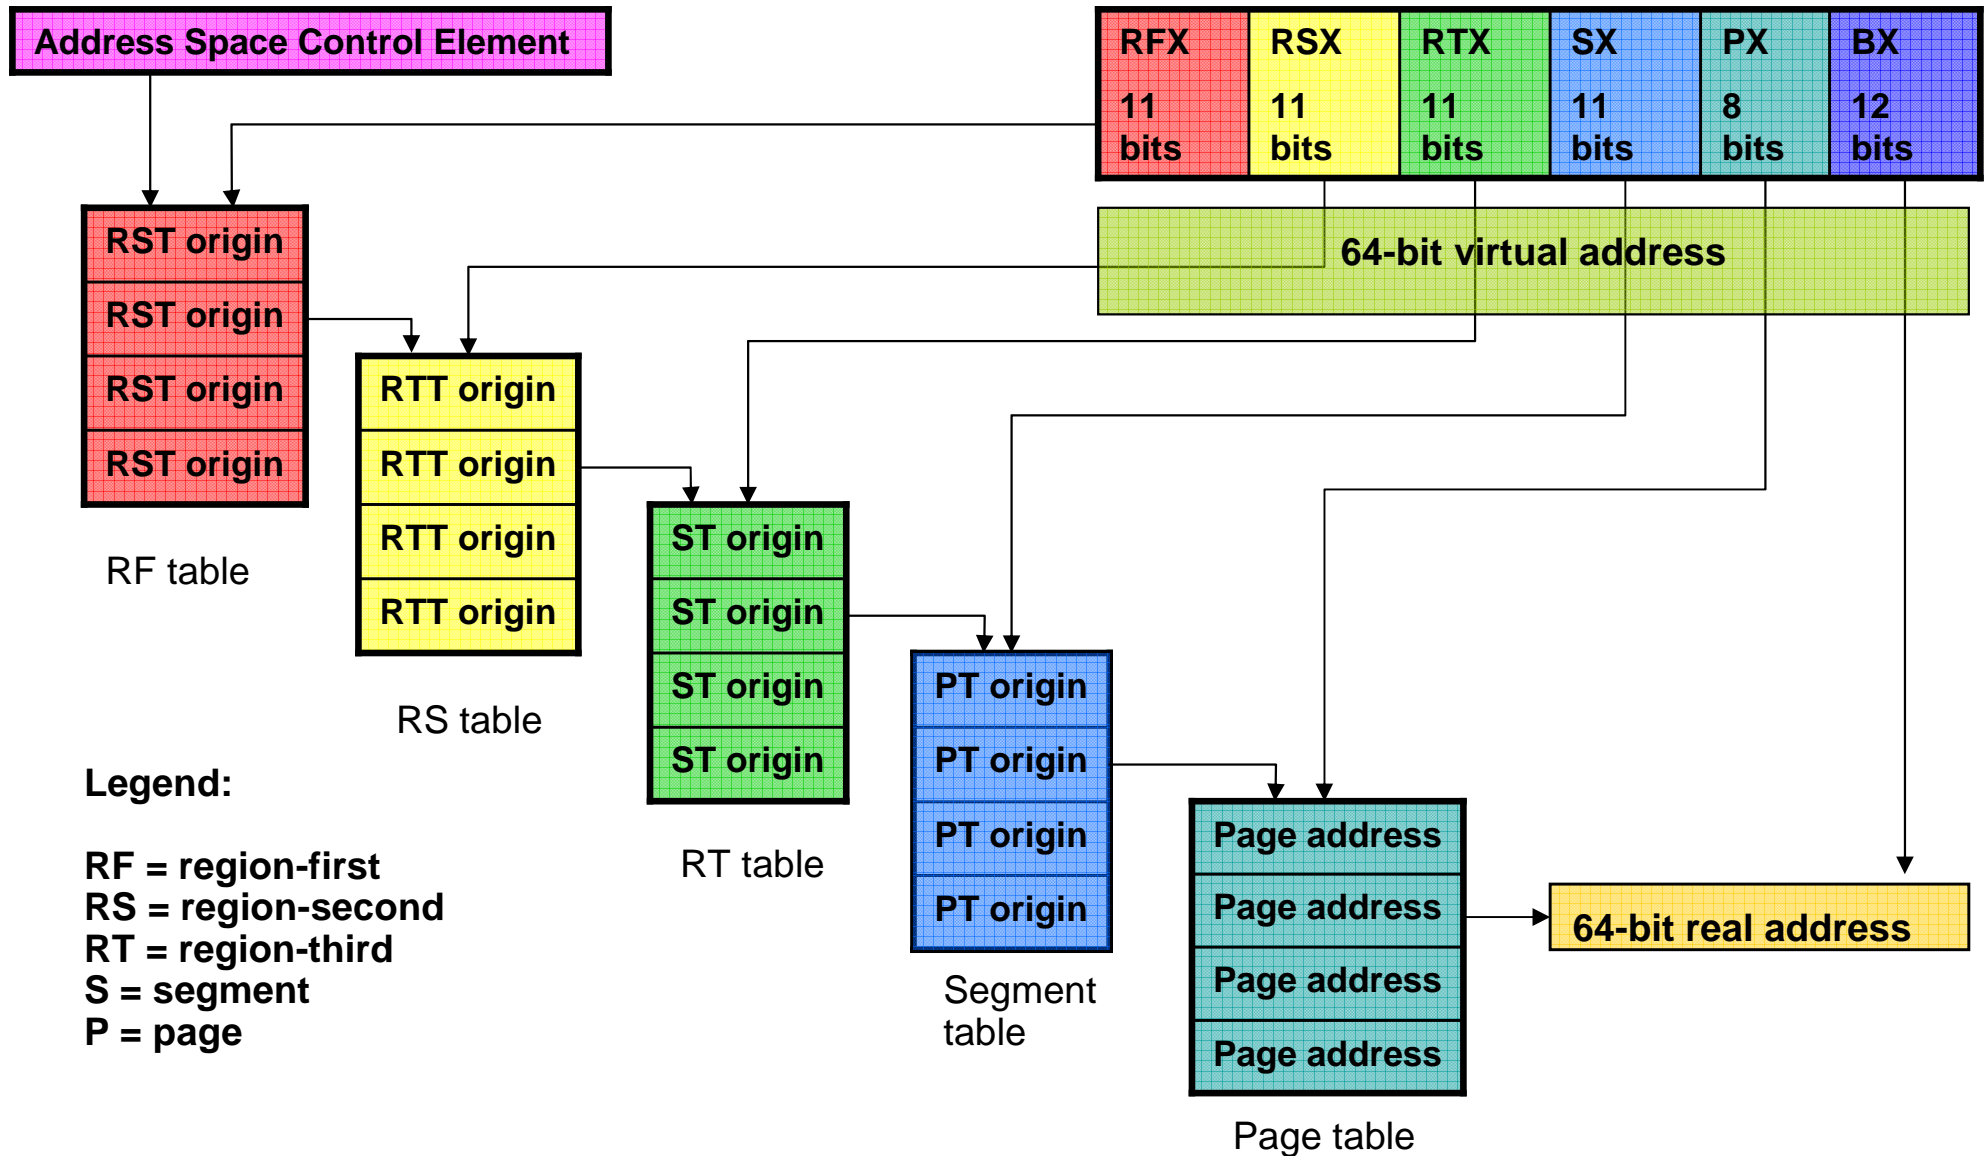 Address Space Control Element
RFX
11
bits
RSX
11
bits
RTX
11
bits
SX
11
bits
PX
8
bits
BX
12
bits
64-bit virtual address
RST origin
RST origin
RST origin
RST origin
RF table
RTT origin
RTT origin
RTT origin
RTT origin
RS table
ST origin
ST origin
ST origin
ST origin
RT table
PT origin
PT origin
PT origin
PT origin
Segment
table
Page address
Page address
Page address
Page address
Page table
64-bit real address
Legend:
RF = region-first
RS = region-second
RT = region-third
S = segment
P = page